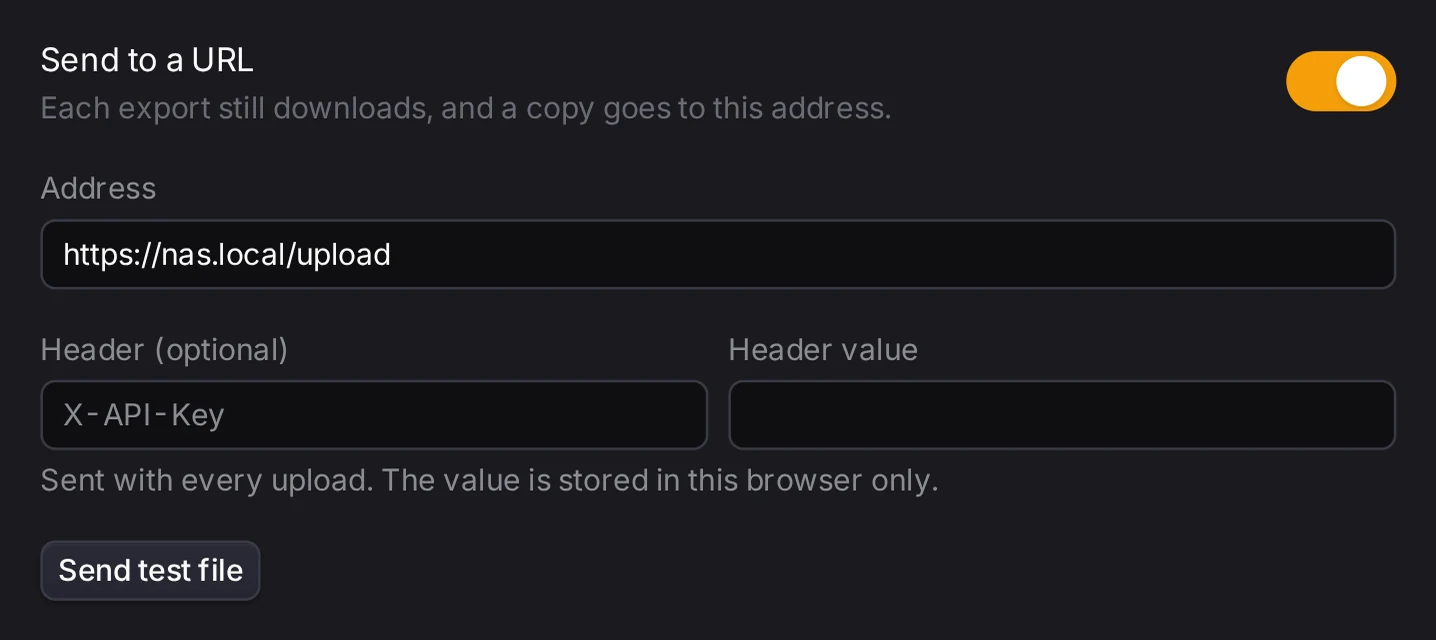 Send to a URL
Each export still downloads, and a copy goes to this address.
Address
https://nas.local/upload
Header (optional)
Header value
X-API-Key
Sent with every upload. The value is stored in this browser only.
Send test file